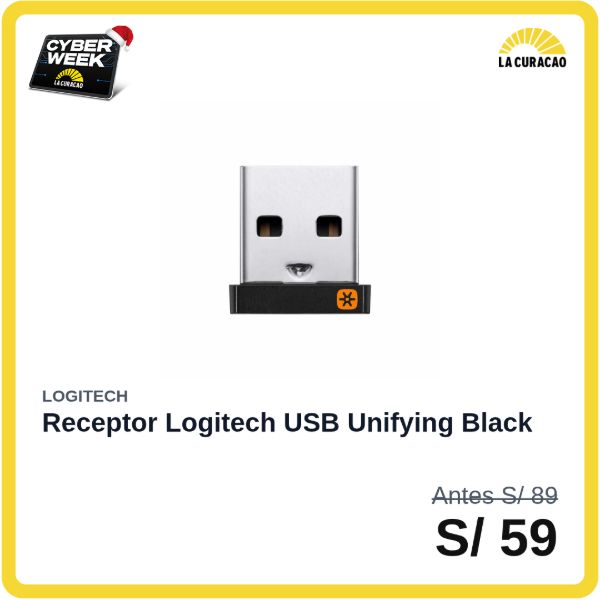 CYBER
WEEK
LA CURACAO
LA CURACAO
LOGITECH
Receptor Logitech USB Unifying Black
Antes S/ 89
S/ 59